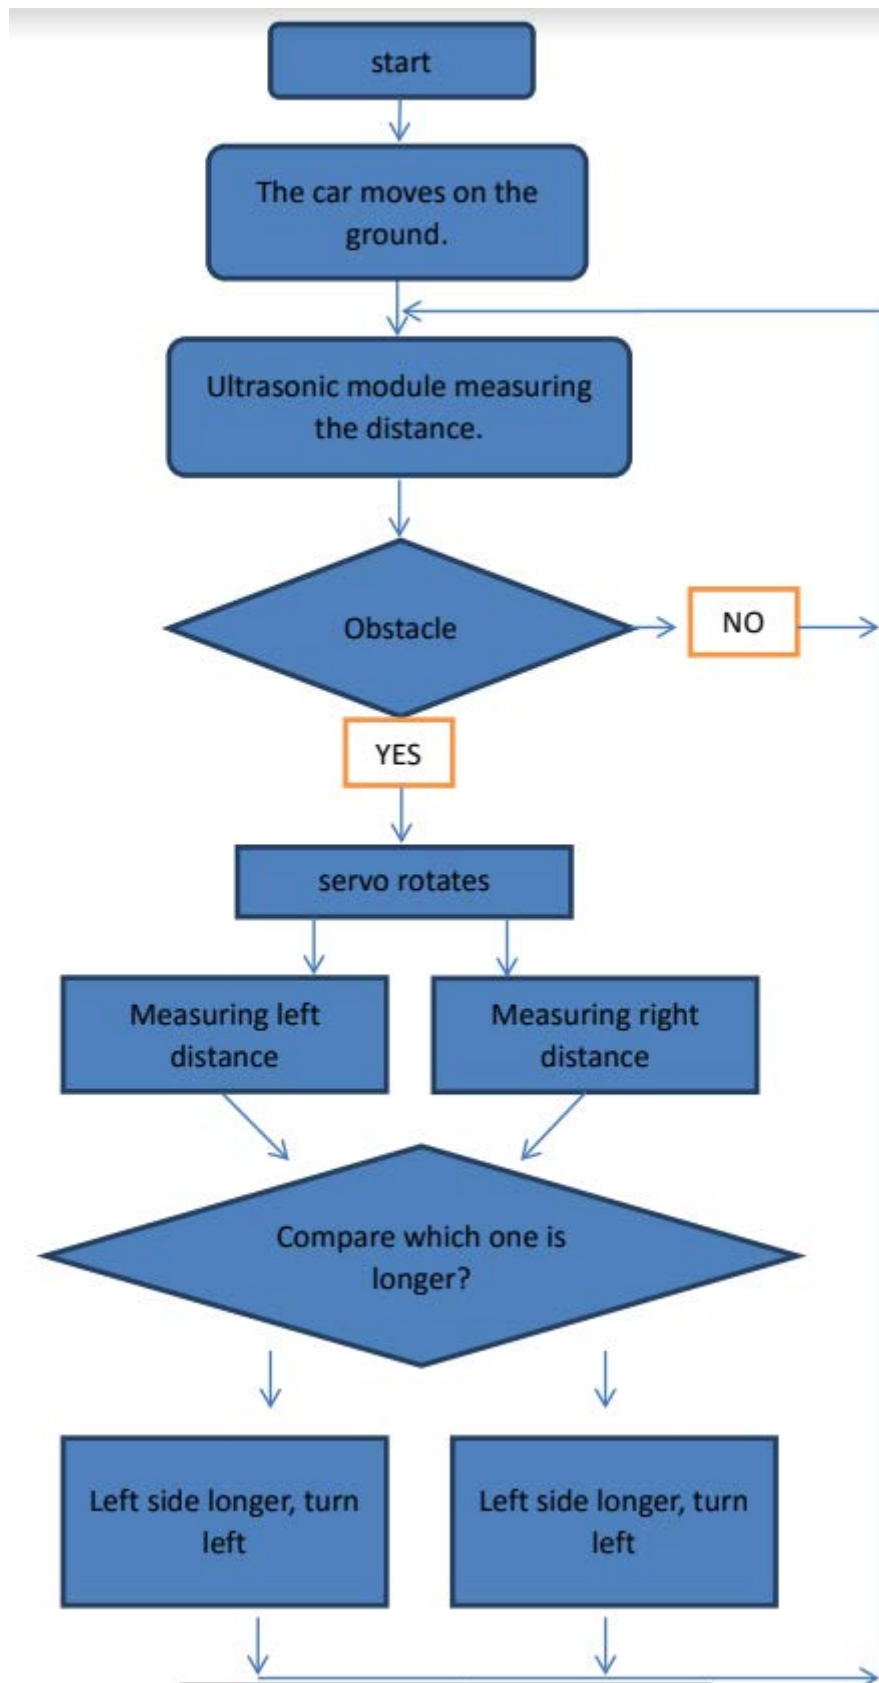 start
The car moves on the
ground.
Ultrasonic module measuring
the distance.
Obstacle
NO
YES
servo rotates
Measuring left
distance
Measuring right
distance
Compare which one is
longer?
Left side longer, turn
left
Left side longer, turn
left